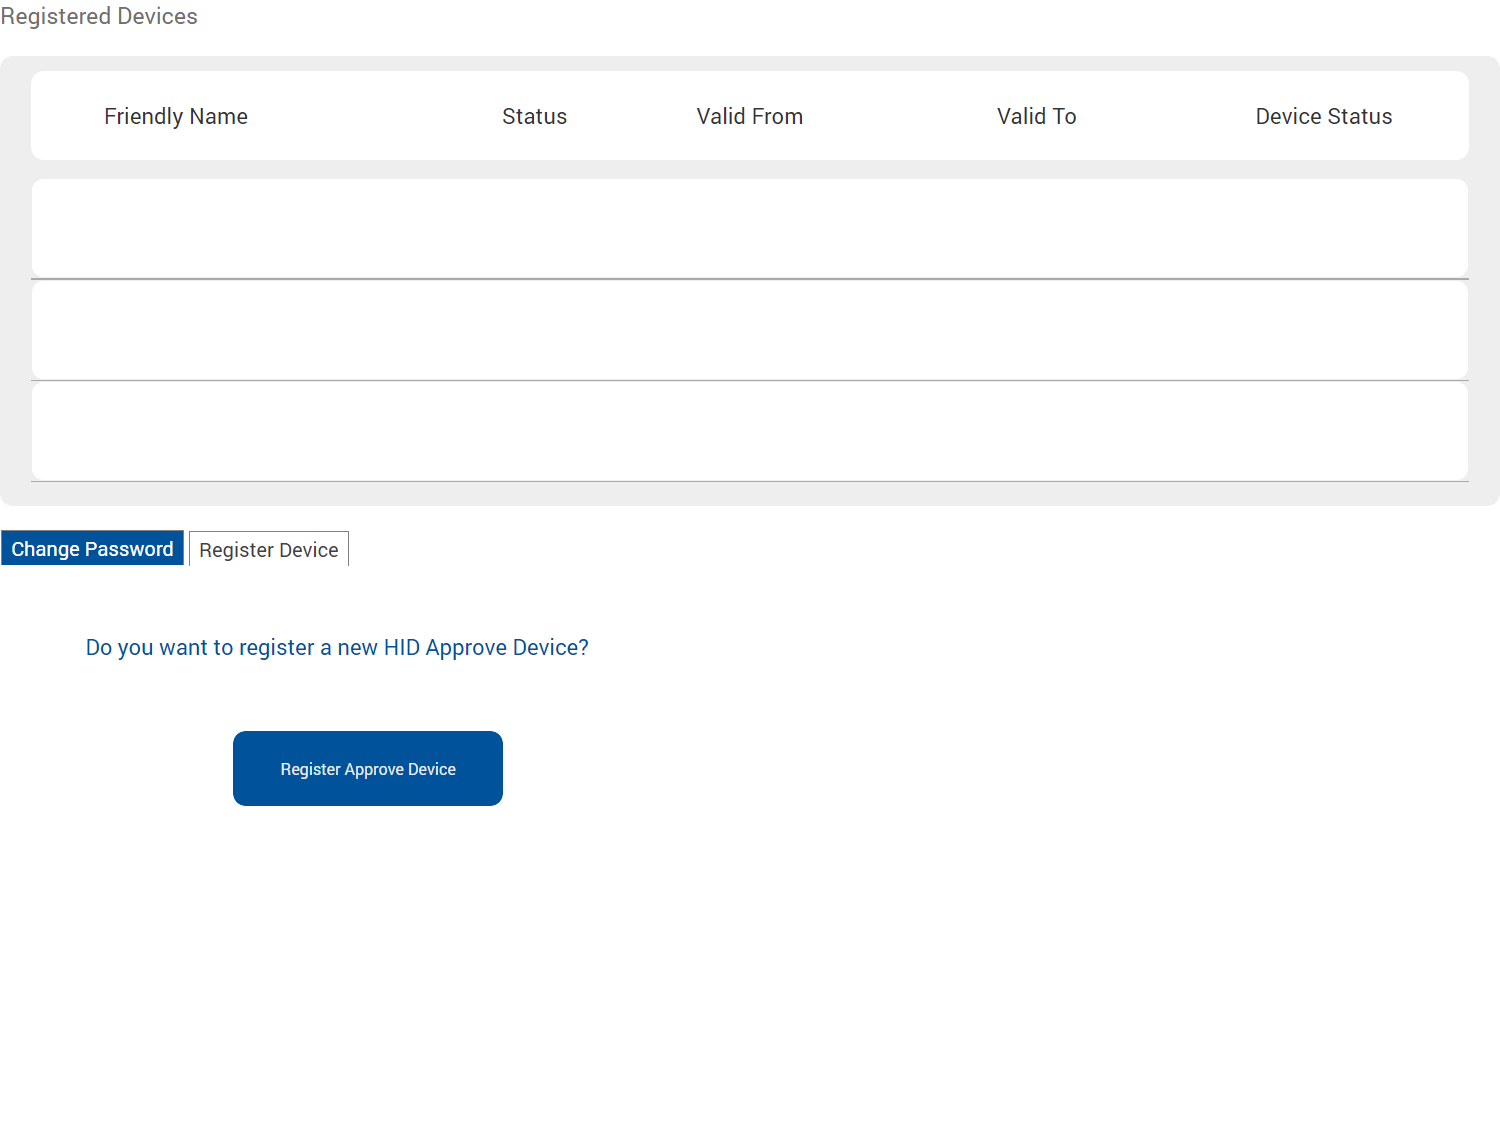 Registered Devices
Friendly Name Status Valid From Valid To Device Status
Change Password Register Device
Do you want to register a new HID Approve Device?
Register Approve Device